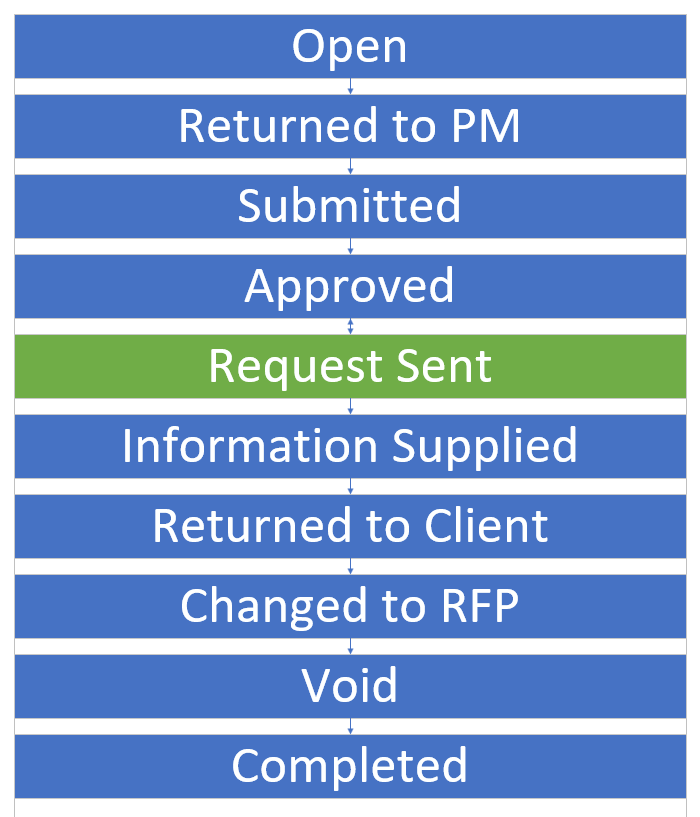 Open
Returned to PM
Submitted
Approved
Request Sent
Information Supplied
Returned to Client
Changed to RFP
Void
Completed